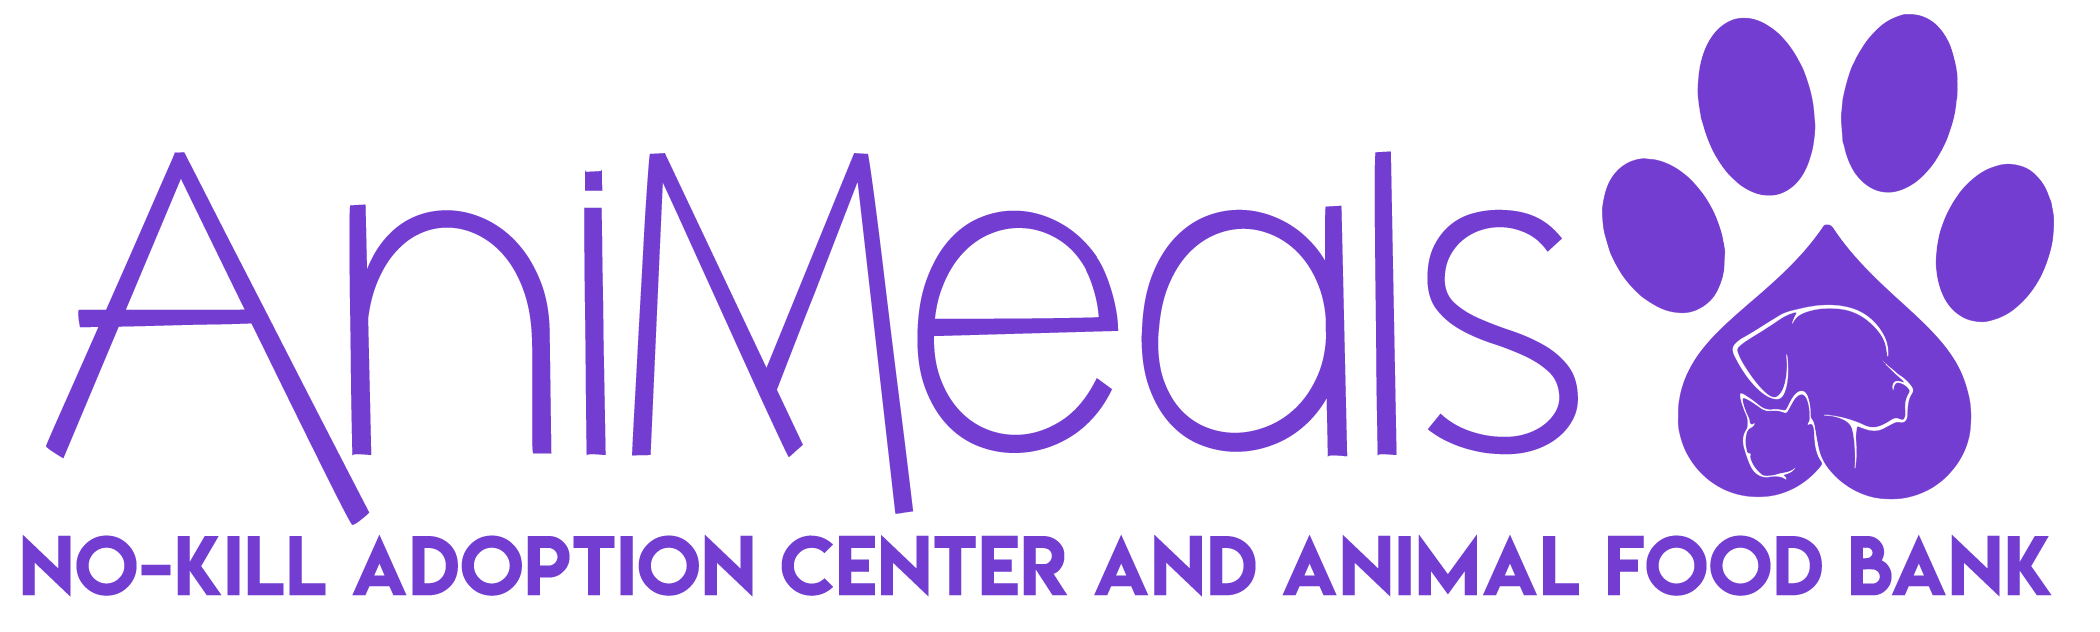 AniMeals
NO-KILL ADOPTION CENTER AND ANIMAL FOOD BANK